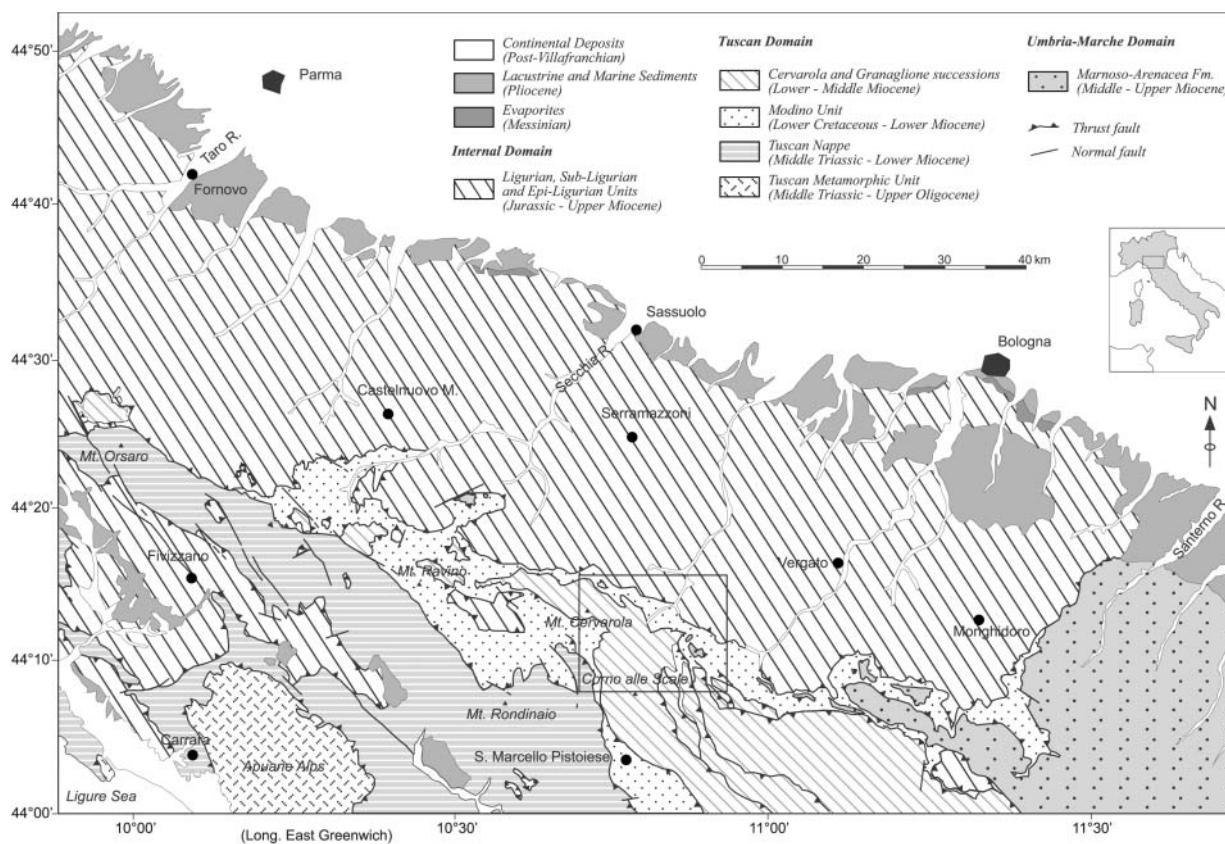 44°50'
44°40'
44°30'
44°20'
44°10'
44°00'
10°00'
(Long. East Greenwich)
10°30'
11°00'
11°30'
Continental Deposits
(Post-Villafranchian)
Lacustrine and Marine Sediments
(Pliocene)
Evaporites
(Messinian)
Internal Domain
Ligurian, Sub-Ligurian
and Epi-Ligurian Units
(Jurassic - Upper Miocene)
Tuscan Domain
Cervarola and Granaglione successions
(Lower - Middle Miocene)
Modino Unit
(Lower Cretaceous - Lower Miocene)
Tuscan Nappe
(Middle Triassic - Lower Miocene)
Tuscan Metamorphic Unit
(Middle Triassic - Upper Oligocene)
Umbria-Marche Domain
Marnoso-Arenacea Fm.
(Middle - Upper Miocene)
Thrust fault
Normal fault
0 10 20 30 40 km
N
Parma
Taro R.
Fornovo
Sassuolo
Secchia R.
Bologna
Castelnuovo M.
Serramazzoni
Mt. Orsaro
Santerno R.
Fivizzano
Mt. Ravino
Vergato
Mt. Cervarola
Monghidoro
Corno alle Scale
Mt. Rondinaio
Carrara
Apuane Alps
S. Marcello Pistoiese
Ligure Sea